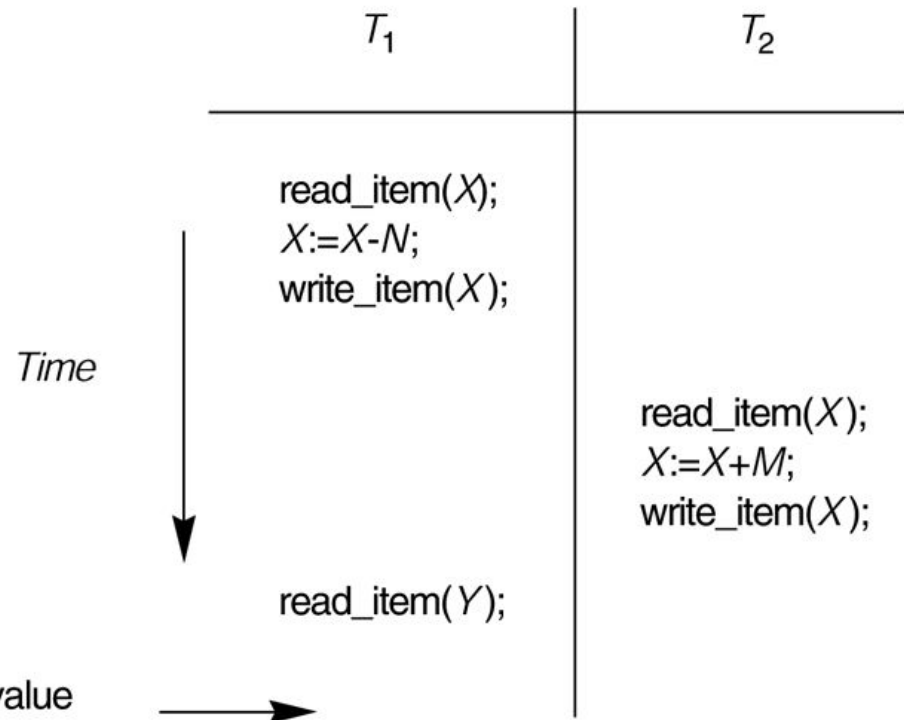 T₁ T₂
read_item(X);
X:=X-N;
write_item(X);
Time
read_item(X);
X:=X+M;
write_item(X);
read_item(Y);
value